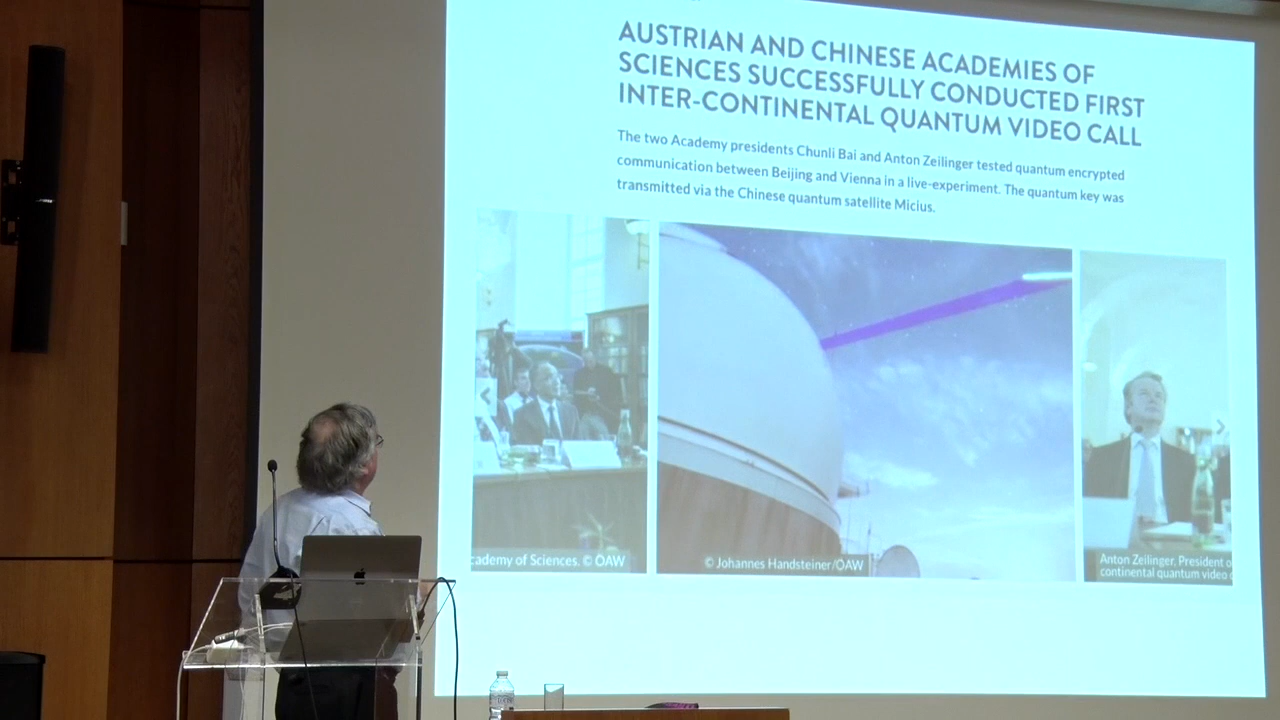 AUSTRIAN AND CHINESE ACADEMIES OF
SCIENCES SUCCESSFULLY CONDUCTED FIRST
INTER-CONTINENTAL QUANTUM VIDEO CALL
The two Academy presidents Chunli Bai and Anton Zeilinger tested quantum encrypted
communication between Beijing and Vienna in a live-experiment. The quantum key was
transmitted via the Chinese quantum satellite Micius.
cademy of Sciences. © ÖAW
© Johannes Handsteiner/ÖAW
Anton Zeilinger, President o
continental quantum video c